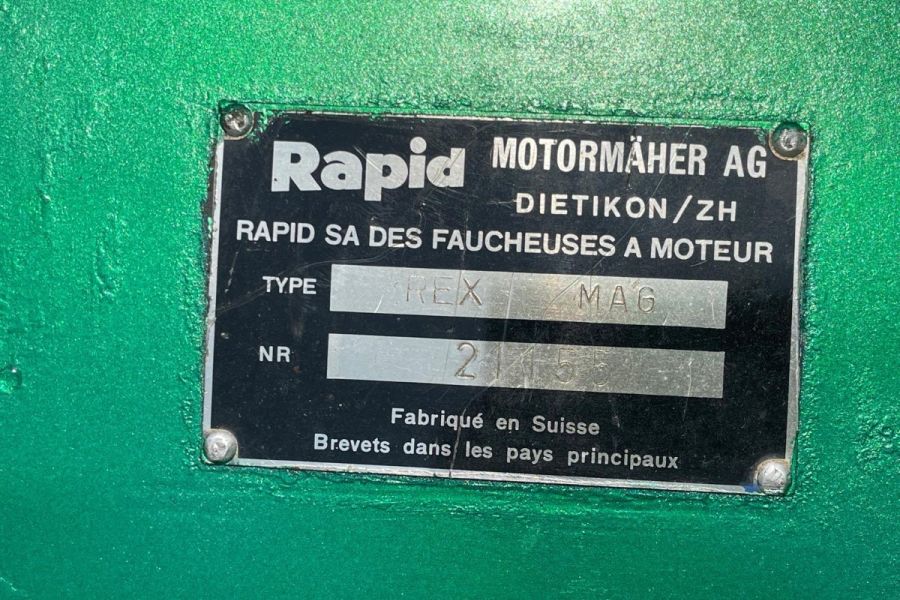 Rapid MOTORMÄHER AG
DIETIKON/ZH
RAPID SA DES FAUCHEUSES A MOTEUR
TYPE REX MAG
NR 21155
Fabriqué en Suisse
Brevets dans les pays principaux